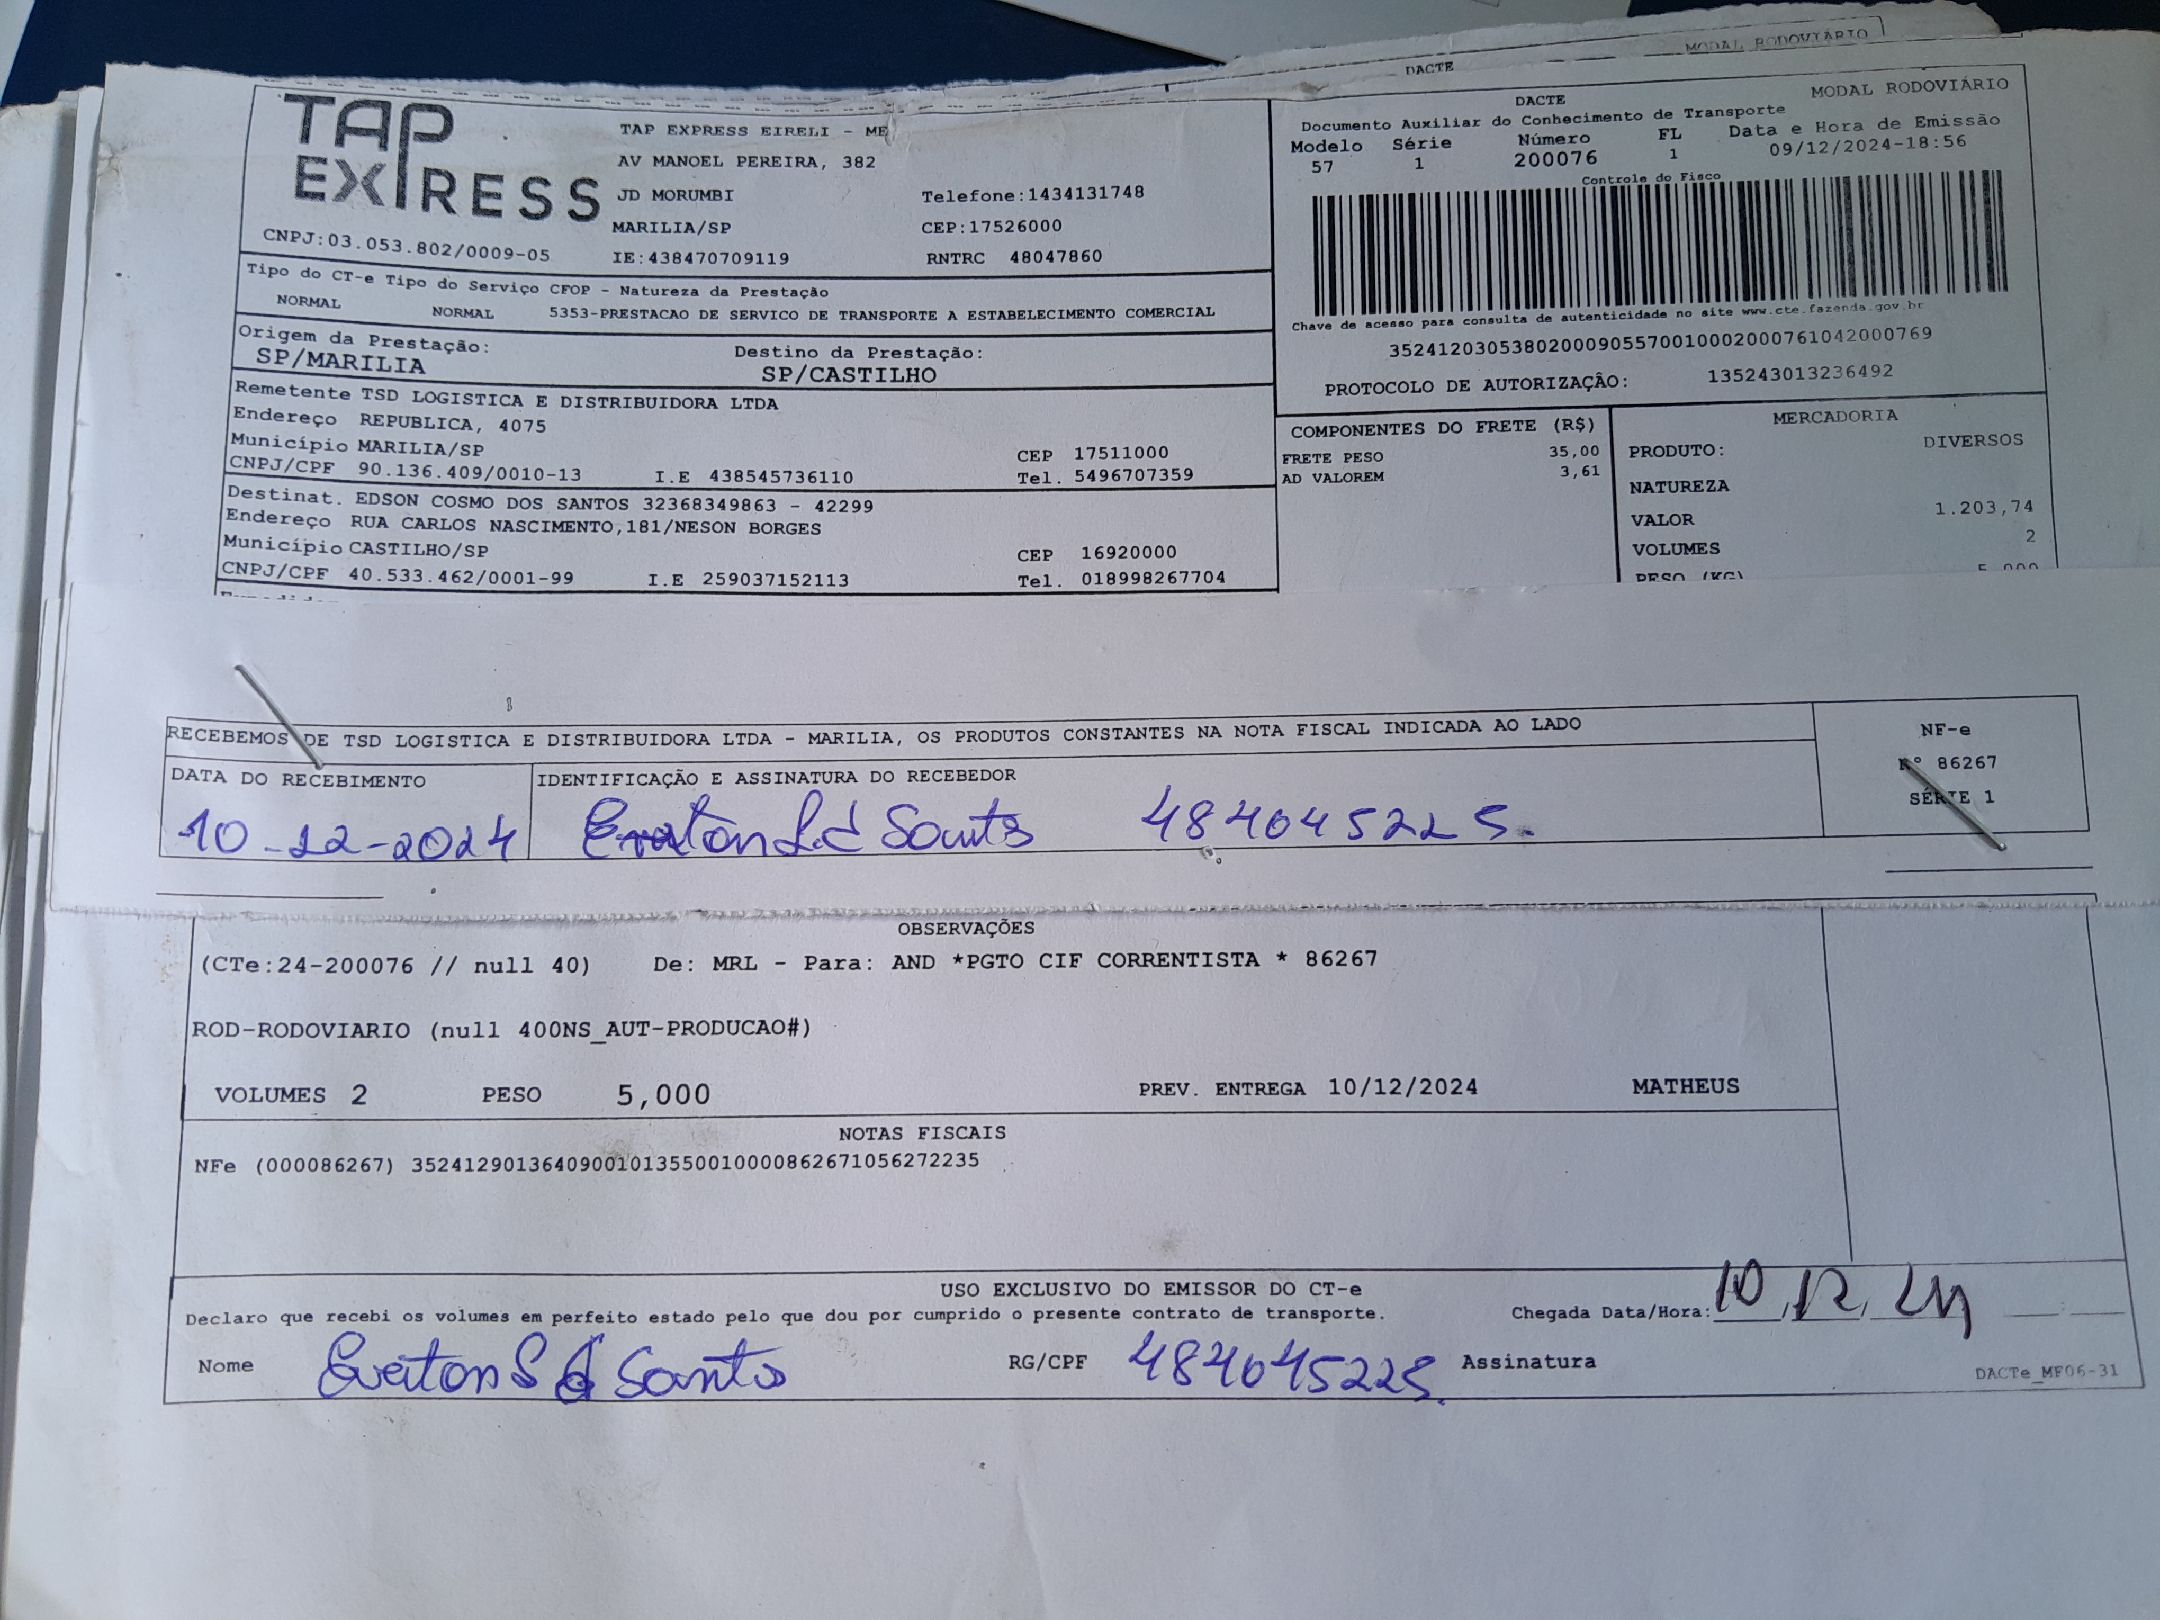 MODAL RODOVIÁRIO
DACTE
TAP EXPRESS
TAP EXPRESS EIRELI - ME
AV MANOEL PEREIRA, 382
JD MORUMBI Telefone:1434131748
MARILIA/SP CEP:17526000
CNPJ:03.053.802/0009-05 IE:438470709119 RNTRC 48047860
DACTE MODAL RODOVIÁRIO
Documento Auxiliar do Conhecimento de Transporte
Modelo Série Número FL Data e Hora de Emissão
57 1 200076 1 09/12/2024-18:56
Controle do Fisco
Chave de acesso para consulta de autenticidade no site www.cte.fazenda.gov.br
35241203053802000905570010002000761042000769
PROTOCOLO DE AUTORIZAÇÃO: 135243013236492
Tipo do CT-e Tipo do Serviço CFOP - Natureza da Prestação
NORMAL NORMAL 5353-PRESTACAO DE SERVICO DE TRANSPORTE A ESTABELECIMENTO COMERCIAL
Origem da Prestação: Destino da Prestação:
SP/MARILIA SP/CASTILHO
Remetente TSD LOGISTICA E DISTRIBUIDORA LTDA
Endereço REPUBLICA, 4075
Município MARILIA/SP CEP 17511000
CNPJ/CPF 90.136.409/0010-13 I.E 438545736110 Tel. 5496707359
Destinat. EDSON COSMO DOS SANTOS 32368349863 - 42299
Endereço RUA CARLOS NASCIMENTO,181/NESON BORGES
Município CASTILHO/SP CEP 16920000
CNPJ/CPF 40.533.462/0001-99 I.E 259037152113 Tel. 018998267704
COMPONENTES DO FRETE (R$)
FRETE PESO 35,00
AD VALOREM 3,61
MERCADORIA
PRODUTO: DIVERSOS
NATUREZA
VALOR 1.203,74
VOLUMES 2
PESO (KG) 5,000
RECEBEMOS DE TSD LOGISTICA E DISTRIBUIDORA LTDA - MARILIA, OS PRODUTOS CONSTANTES NA NOTA FISCAL INDICADA AO LADO
DATA DO RECEBIMENTO IDENTIFICAÇÃO E ASSINATURA DO RECEBEDOR
10-12-2024 Everton S. d Santos 484045225.
NF-e
Nº 86267
SÉRIE 1
OBSERVAÇÕES
(CTe:24-200076 // null 40) De: MRL - Para: AND *PGTO CIF CORRENTISTA * 86267
ROD-RODOVIARIO (null 400NS_AUT-PRODUCAO#)
VOLUMES 2 PESO 5,000 PREV. ENTREGA 10/12/2024 MATHEUS
NOTAS FISCAIS
NFe (000086267) 35241290136409001013550010000862671056272235
USO EXCLUSIVO DO EMISSOR DO CT-e
Declaro que recebi os volumes em perfeito estado pelo que dou por cumprido o presente contrato de transporte. Chegada Data/Hora: 10/12/24
Nome Everton S d Santos RG/CPF 484045225. Assinatura
DACTe_MF06-31